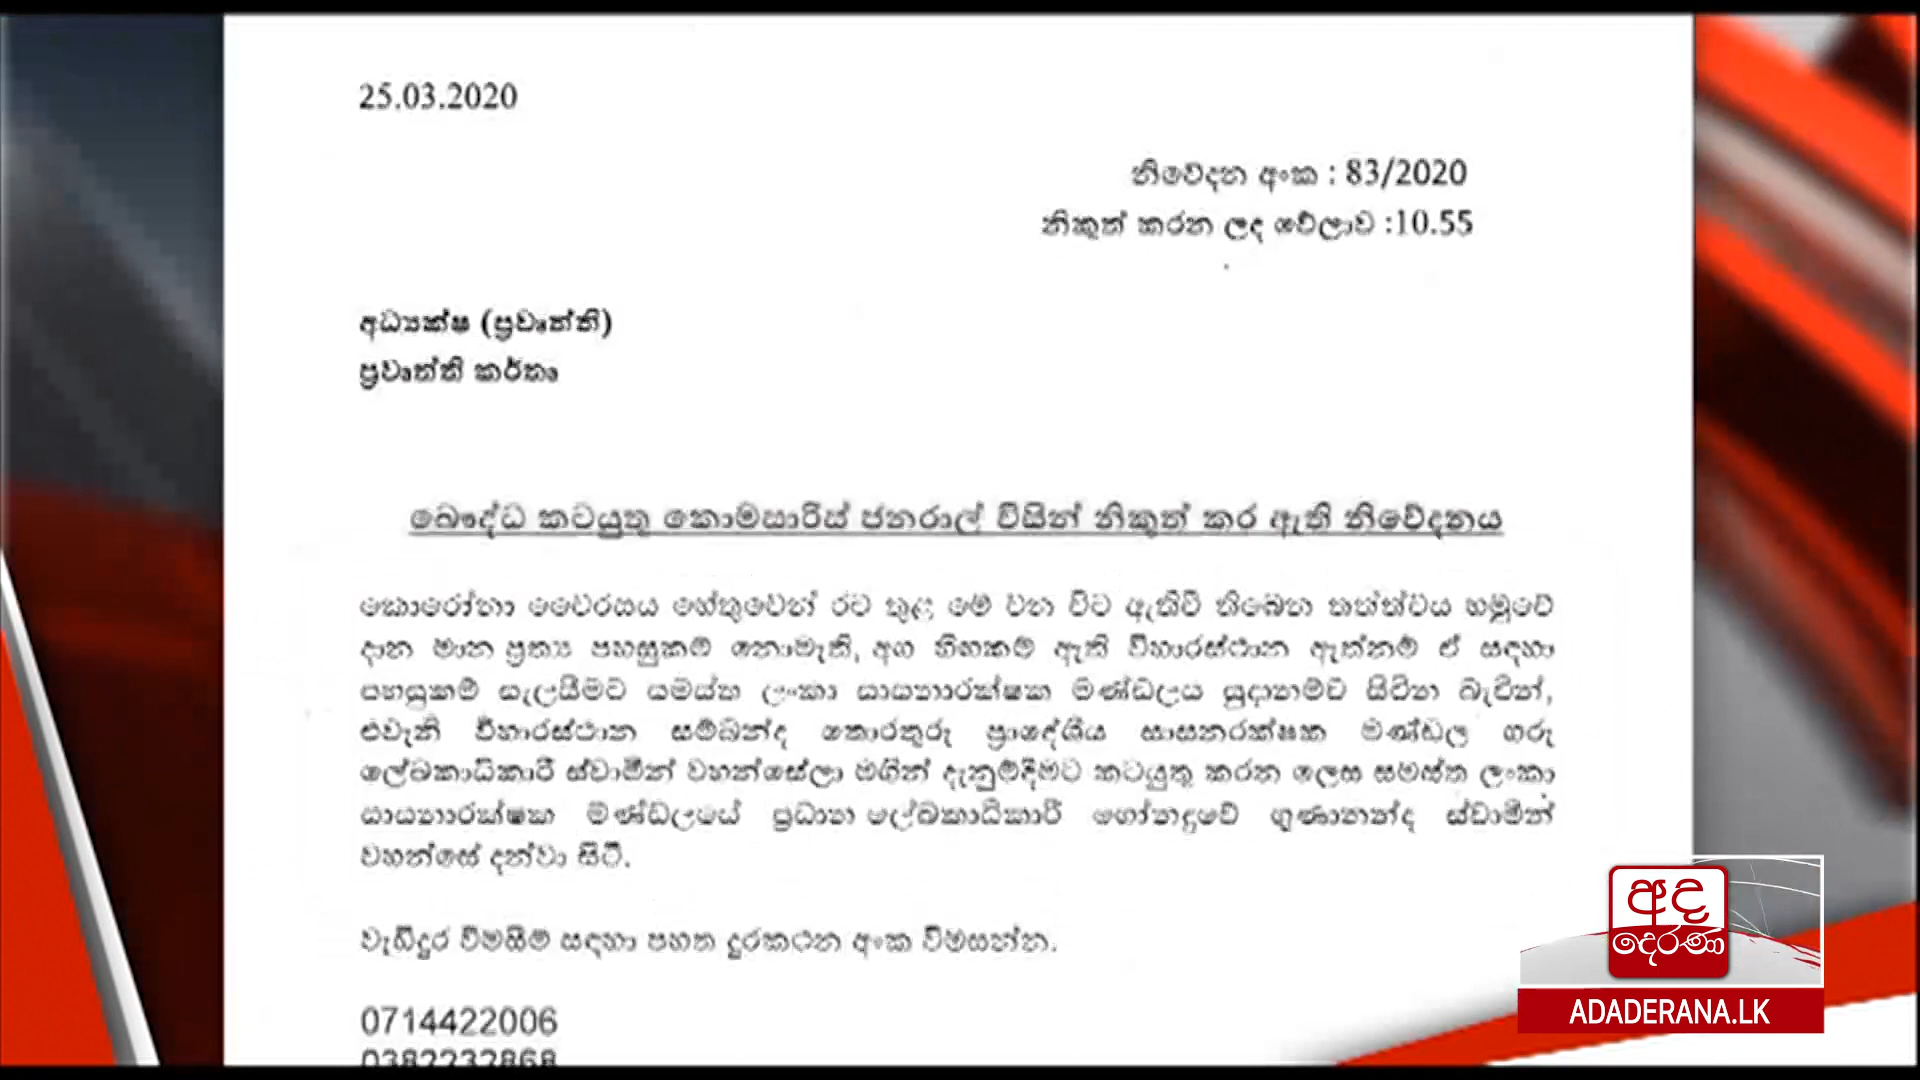 25.03.2020
නිවේදන අංක : 83/2020
නිකුත් කරන ලද වේලාව :10.55
අධ්‍යක්ෂ (ප්‍රවෘත්ති)
ප්‍රවෘත්ති කර්තෘ
බෞද්ධ කටයුතු කොමසාරිස් ජනරාල් විසින් නිකුත් කර ඇති නිවේදනය
කොරෝනා වෛරසය හේතුවෙන් රට තුළ මේ වන විට ඇතිවී තිබෙන තත්ත්වය හමුවේ
දාන මාන ප්‍රත්‍ය පහසුකම් නොමැති, අග හිඟකම් ඇති විහාරස්ථාන ඇත්නම් ඒ සඳහා
පහසුකම් සැලසීමට සමස්ත ලංකා සාසනාරක්ෂක මණ්ඩලය සූදානම්ව සිටින බැවින්,
එවැනි විහාරස්ථාන සම්බන්ද තොරතුරු ප්‍රාදේශීය සාසනරක්ෂක මණ්ඩල ගරු
ලේඛකාධිකාරී ස්වාමීන් වහන්සේලා මගින් දැනුම්දීමට කටයුතු කරන ලෙස සමස්ත ලංකා
සාසනාරක්ෂක මණ්ඩලයේ ප්‍රධාන ලේඛකාධිකාරී ගෝනදූවේ ගුණානන්ද ස්වාමීන්
වහන්සේ දන්වා සිටී.
වැඩිදුර විමසීම් සඳහා පහත දුරකථන අංක විමසන්න.
0714422006
0382232868
අද
දෙරණ
ADADERANA.LK